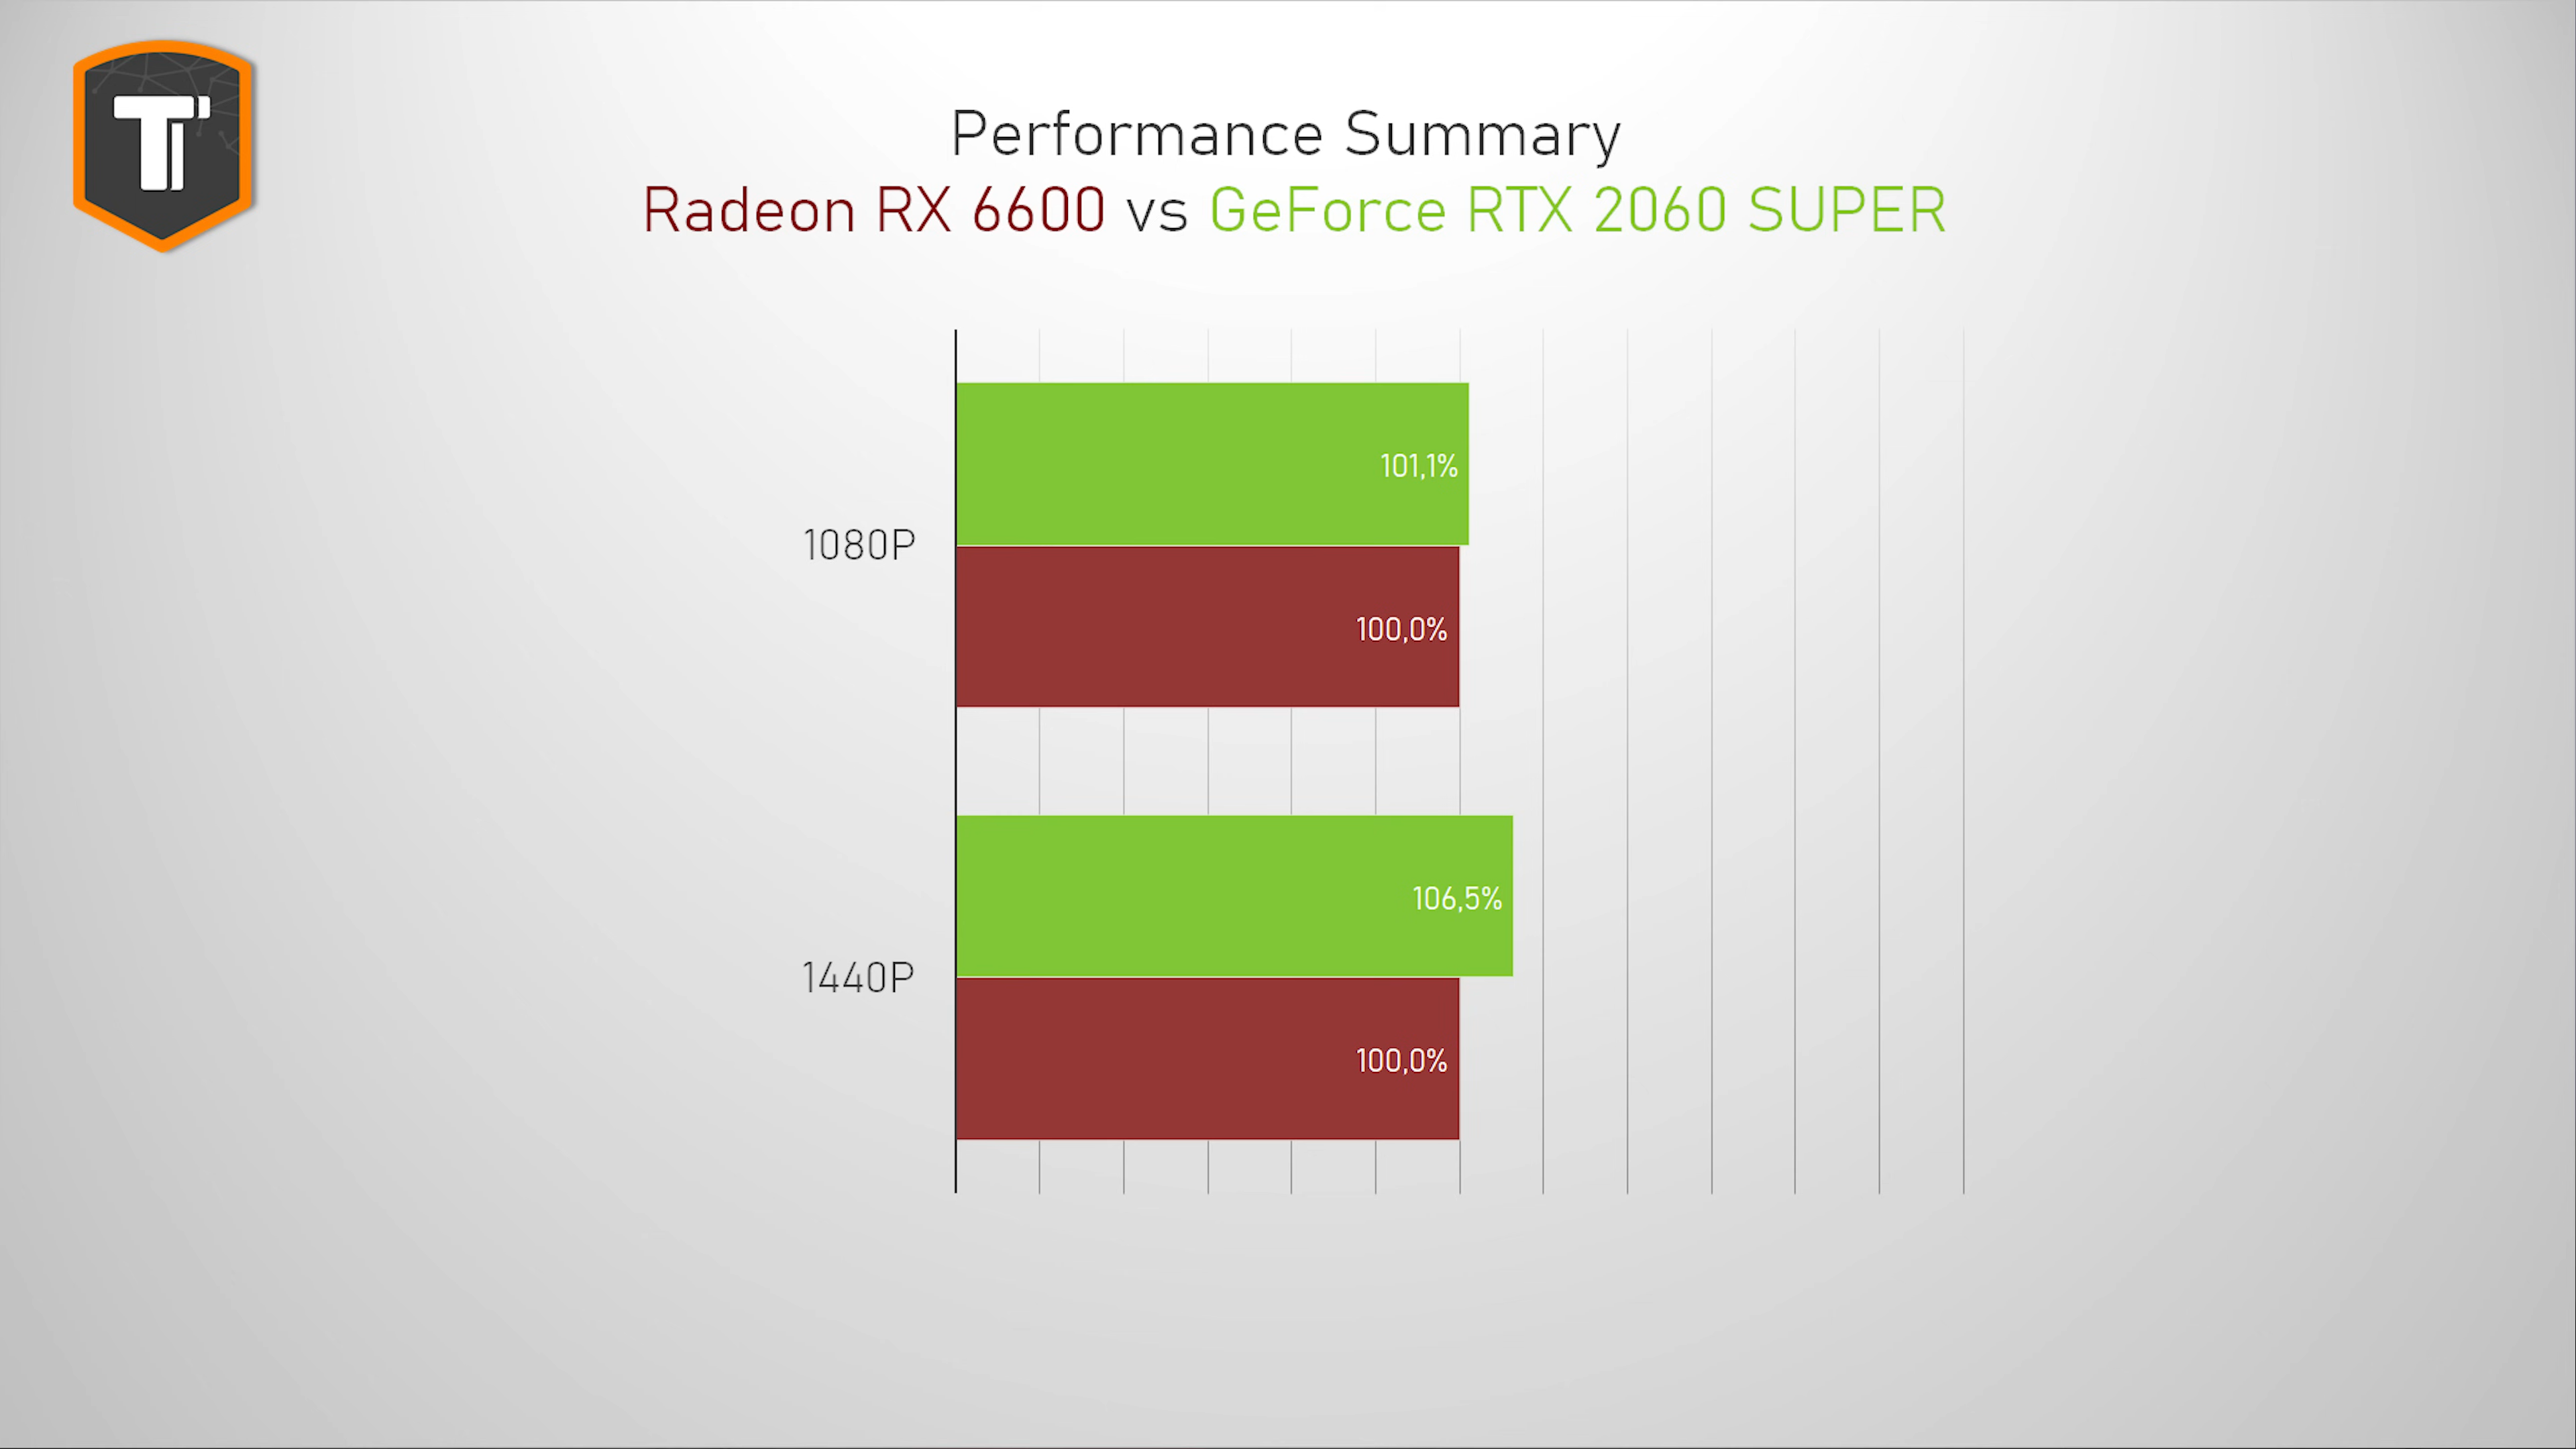 T
Performance Summary
Radeon RX 6600 vs GeForce RTX 2060 SUPER
101,1%
1080P
100,0%
106,5%
1440P
100,0%